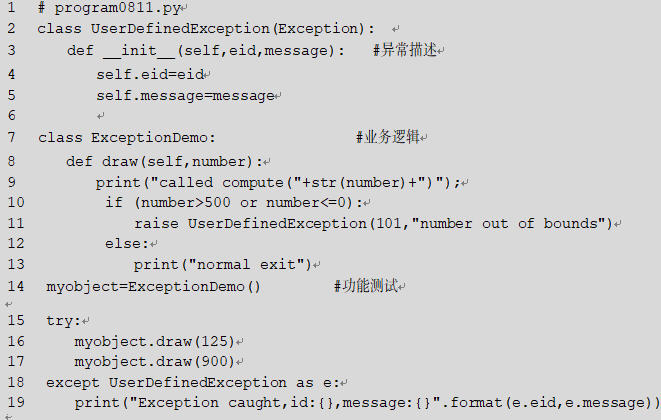 1 # program0811.py
2 class UserDefinedException(Exception):
3 def __init__(self,eid,message): #异常描述
4 self.eid=eid
5 self.message=message
6
7 class ExceptionDemo: #业务逻辑
8 def draw(self,number):
9 print("called compute("+str(number)+")");
10 if (number>500 or number<=0):
11 raise UserDefinedException(101,"number out of bounds")
12 else:
13 print("normal exit")
14 myobject=ExceptionDemo() #功能测试
15 try:
16 myobject.draw(125)
17 myobject.draw(900)
18 except UserDefinedException as e:
19 print("Exception caught,id:{},message:{}".format(e.eid,e.message))